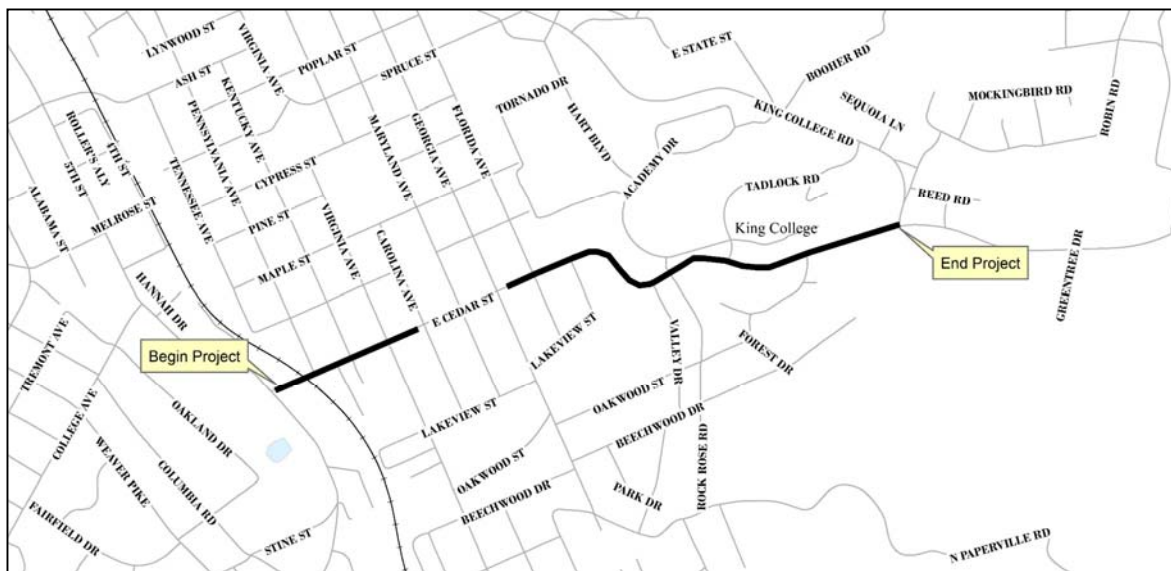 LYNWOOD ST
VIRGINIA AVE
POPLAR ST
E STATE ST
BOOHER RD
ASH ST
SPRUCE ST
KENTUCKY AVE
PENNSYLVANIA AVE
TORNADO DR
MOCKINGBIRD RD
SEQUOIA LN
ROBIN RD
KING COLLEGE RD
HART BLVD
FLORIDA AVE
GEORGIA AVE
MARYLAND AVE
ROLLER'S ALY
4TH ST
5TH ST
CYPRESS ST
ACADEMY DR
TADLOCK RD
REED RD
TENNESSEE AVE
ALABAMA ST
MELROSE ST
PINE ST
VIRGINIA AVE
CAROLINA AVE
King College
MAPLE ST
End Project
GREENTREE DR
HANNAH DR
E CEDAR ST
TREMONT AVE
Begin Project
LAKEVIEW ST
VALLEY DR
FOREST DR
COLLEGE AVE
OAKLAND DR
LAKEVIEW ST
OAKWOOD ST
BEECHWOOD DR
ROCK ROSE RD
WEAVER PIKE
COLUMBIA RD
OAKWOOD ST
BEECHWOOD DR
PARK DR
FAIRFIELD DR
STINE ST
N PAPERVILLE RD